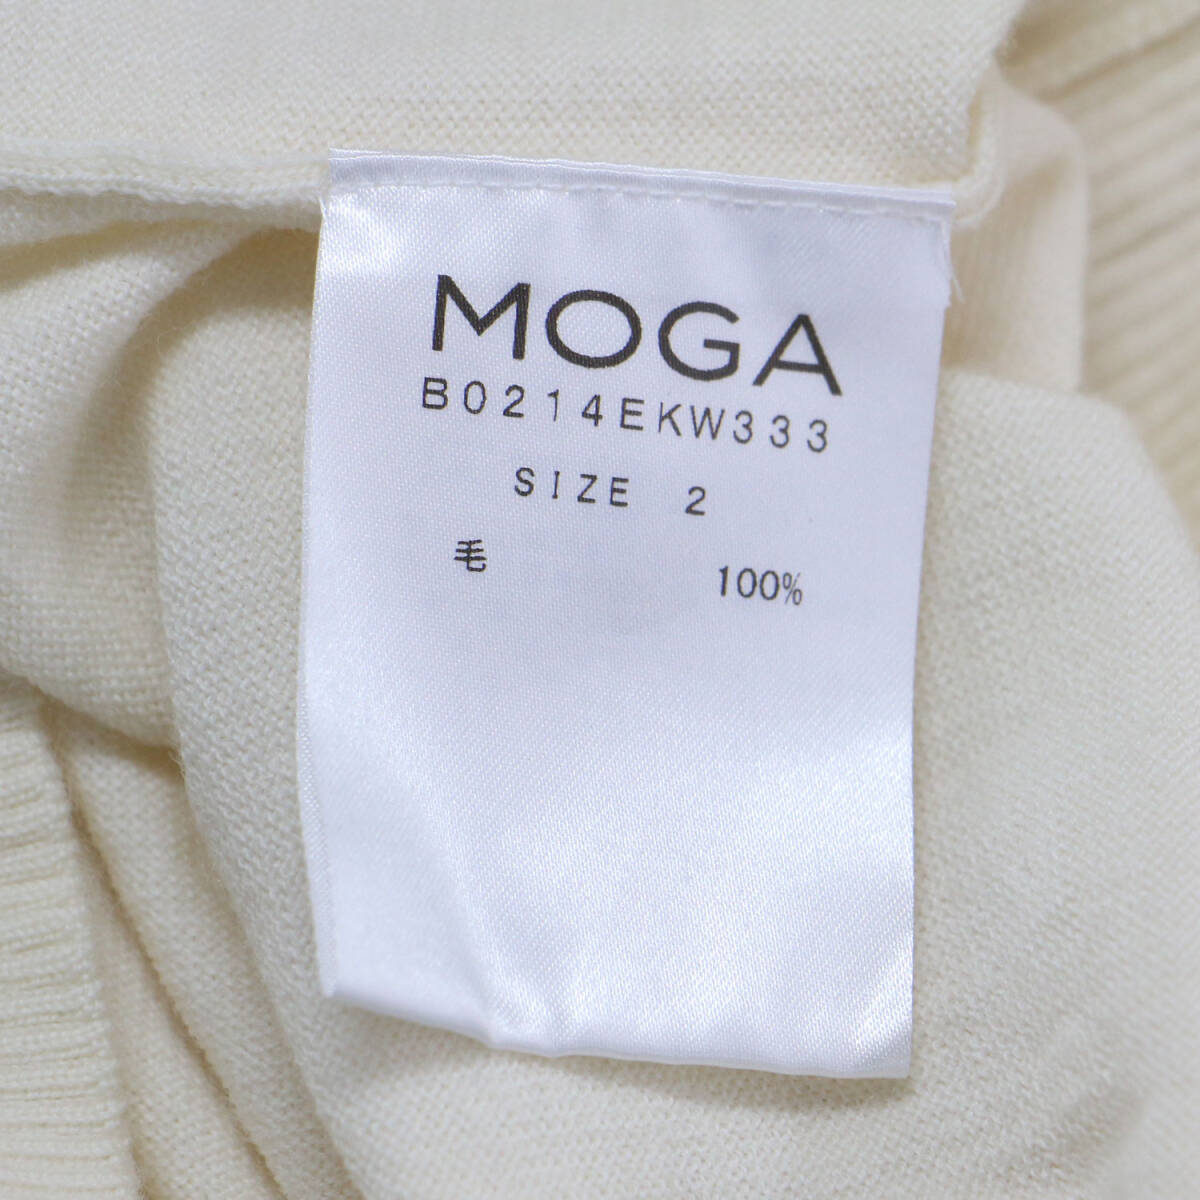 MOGA
B0214EKW333
SIZE 2
毛 100%